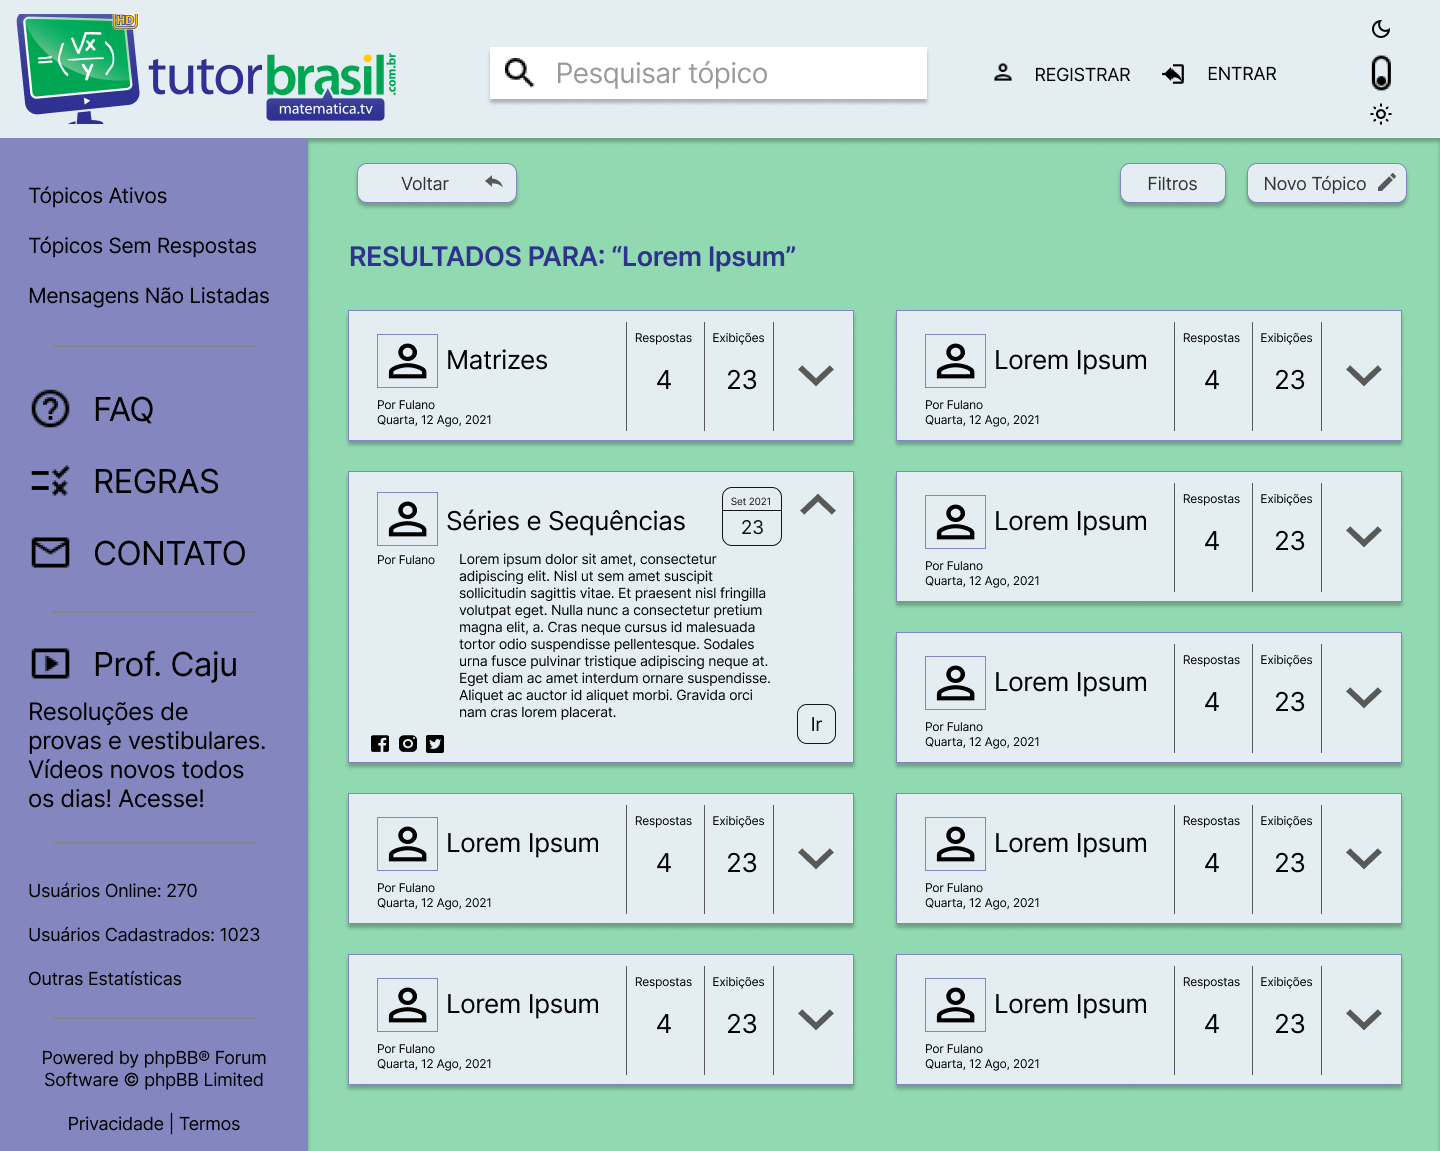 HD
=(√x/y)
tutorbrasil.com.br
matematica.tv
Pesquisar tópico
REGISTRAR
ENTRAR
Tópicos Ativos
Tópicos Sem Respostas
Mensagens Não Listadas
FAQ
REGRAS
CONTATO
Prof. Caju
Resoluções de
provas e vestibulares.
Vídeos novos todos
os dias! Acesse!
Usuários Online: 270
Usuários Cadastrados: 1023
Outras Estatísticas
Powered by phpBB® Forum
Software © phpBB Limited
Privacidade | Termos
Voltar
Filtros
Novo Tópico
RESULTADOS PARA: “Lorem Ipsum”
Matrizes
Por Fulano
Quarta, 12 Ago, 2021
Respostas
4
Exibições
23
Lorem Ipsum
Por Fulano
Quarta, 12 Ago, 2021
Respostas
4
Exibições
23
Séries e Sequências
Set 2021
23
Por Fulano
Lorem ipsum dolor sit amet, consectetur
adipiscing elit. Nisl ut sem amet suscipit
sollicitudin sagittis vitae. Et praesent nisl fringilla
volutpat eget. Nulla nunc a consectetur pretium
magna elit, a. Cras neque cursus id malesuada
tortor odio suspendisse pellentesque. Sodales
urna fusce pulvinar tristique adipiscing neque at.
Eget diam ac amet interdum ornare suspendisse.
Aliquet ac auctor id aliquet morbi. Gravida orci
nam cras lorem placerat.
Ir
Lorem Ipsum
Por Fulano
Quarta, 12 Ago, 2021
Respostas
4
Exibições
23
Lorem Ipsum
Por Fulano
Quarta, 12 Ago, 2021
Respostas
4
Exibições
23
Lorem Ipsum
Por Fulano
Quarta, 12 Ago, 2021
Respostas
4
Exibições
23
Lorem Ipsum
Por Fulano
Quarta, 12 Ago, 2021
Respostas
4
Exibições
23
Lorem Ipsum
Por Fulano
Quarta, 12 Ago, 2021
Respostas
4
Exibições
23
Lorem Ipsum
Por Fulano
Quarta, 12 Ago, 2021
Respostas
4
Exibições
23